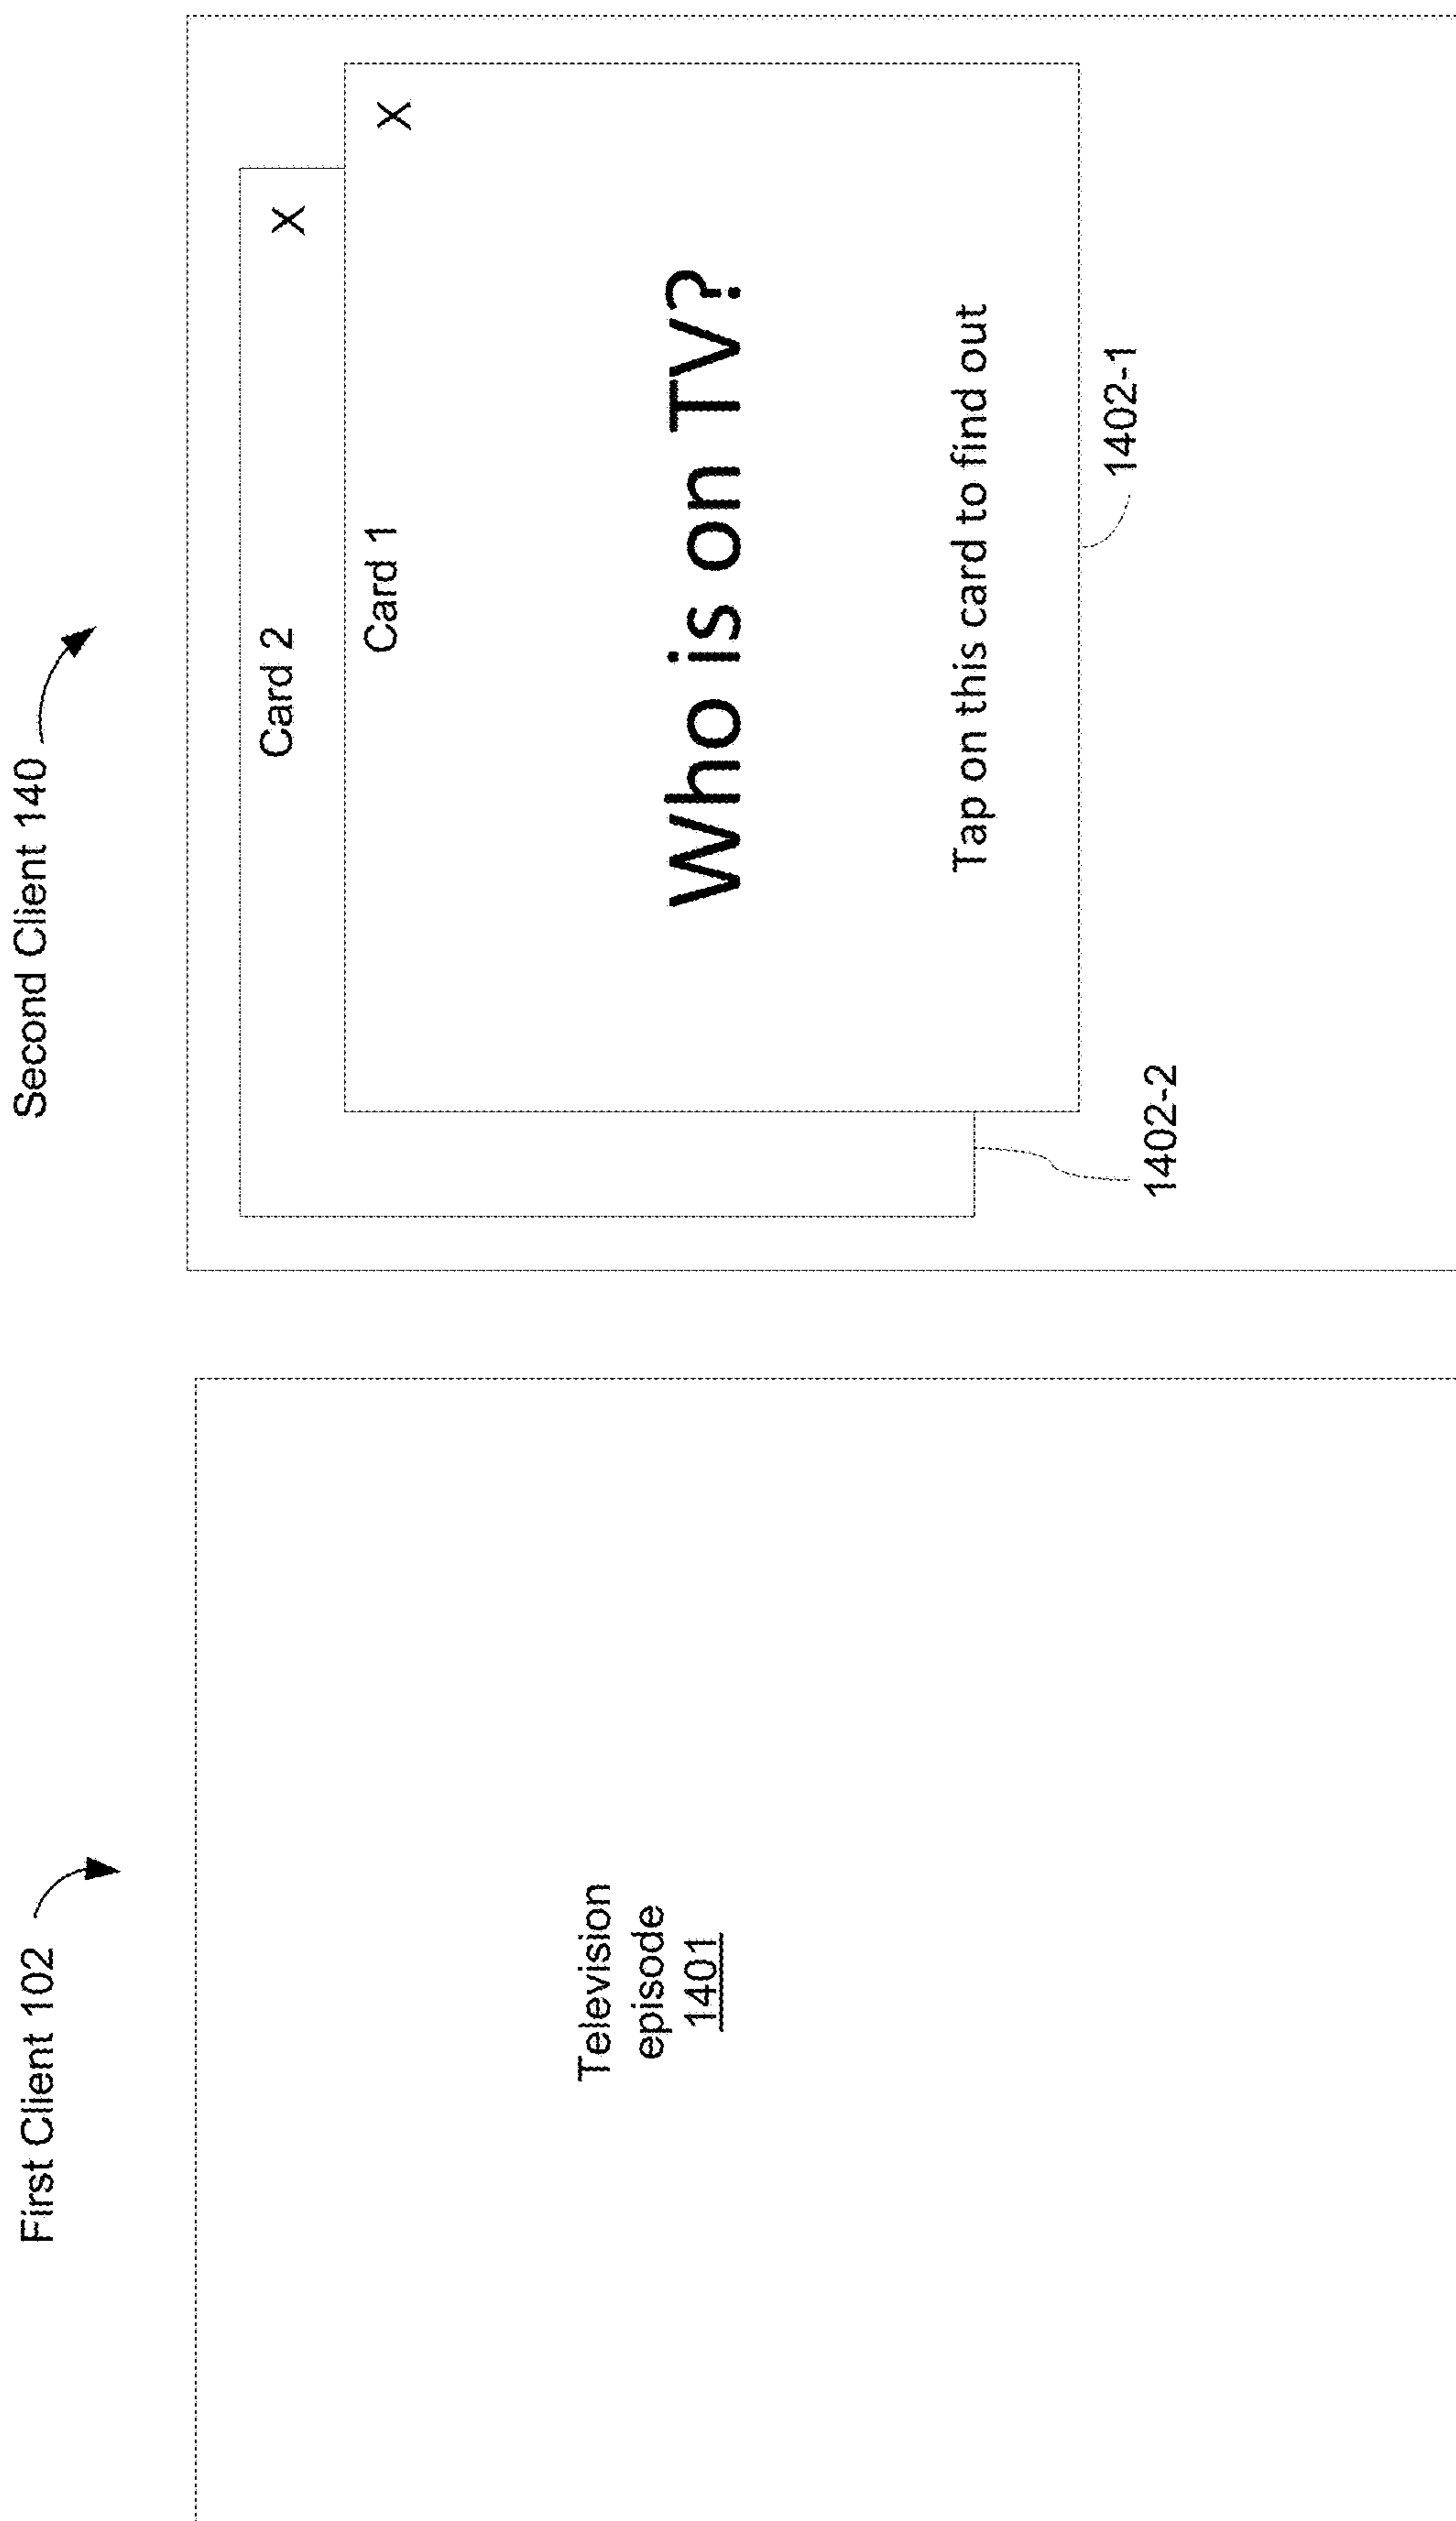 First Client 102
Television
episode
1401
Second Client 140
Card 2
X
Card 1
X
Who is on TV?
Tap on this card to find out
1402-1
1402-2